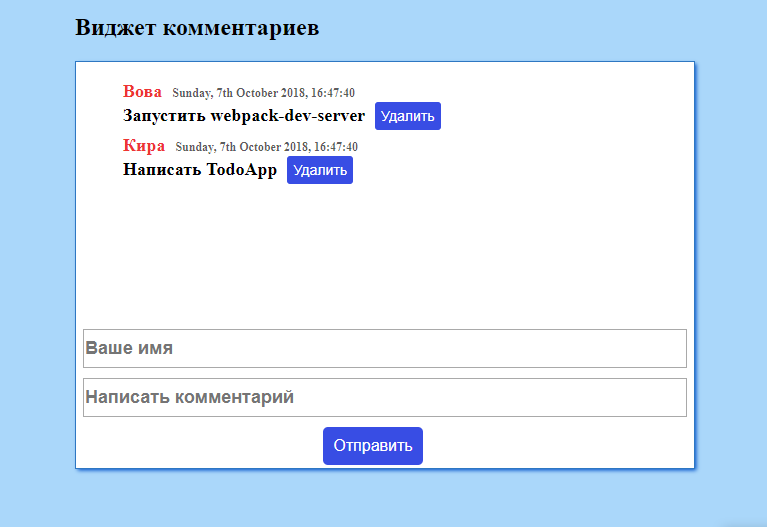 Виджет комментариев
Вова Sunday, 7th October 2018, 16:47:40
Запустить webpack-dev-server Удалить
Кира Sunday, 7th October 2018, 16:47:40
Написать TodoApp Удалить
Ваше имя
Написать комментарий
Отправить